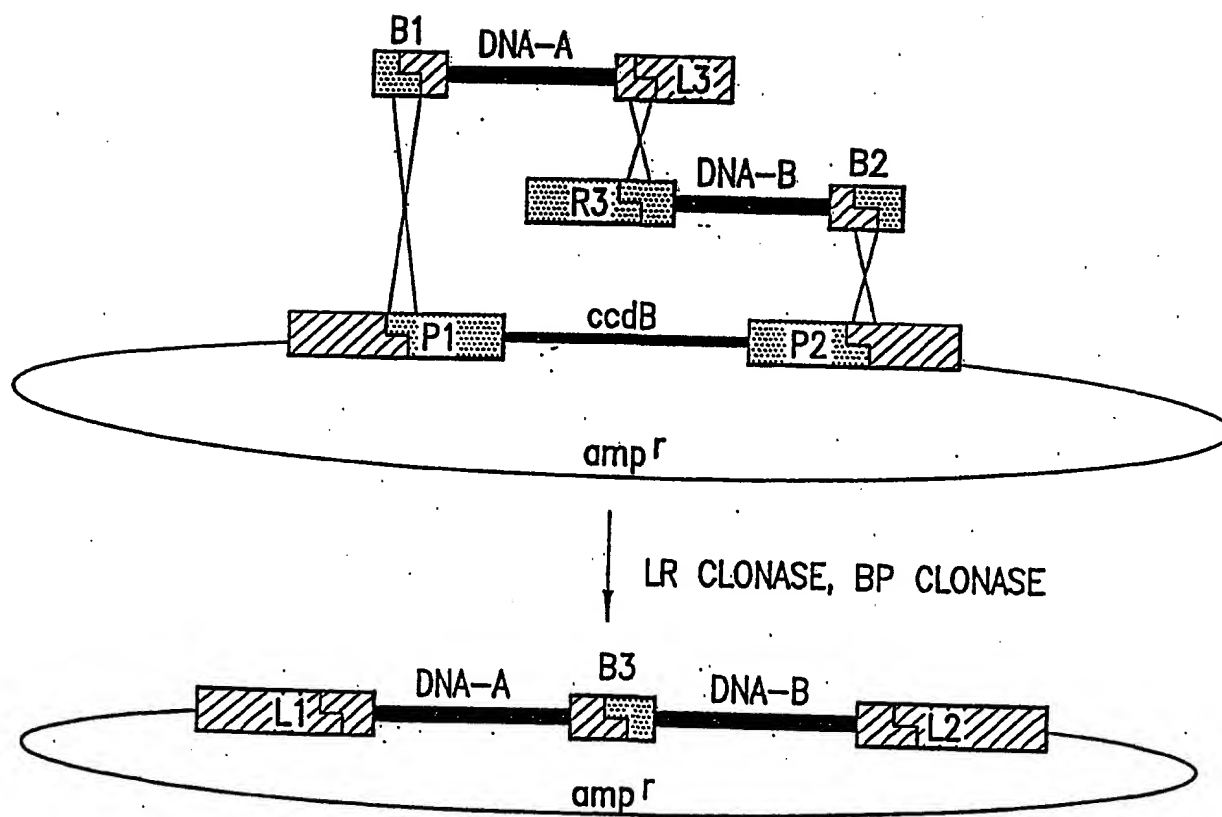 B1 DNA-A
L3
R3 DNA-B B2
P1 ccdB P2
amp^r
LR CLONASE, BP CLONASE
DNA-A B3 DNA-B
L1 L2
amp^r